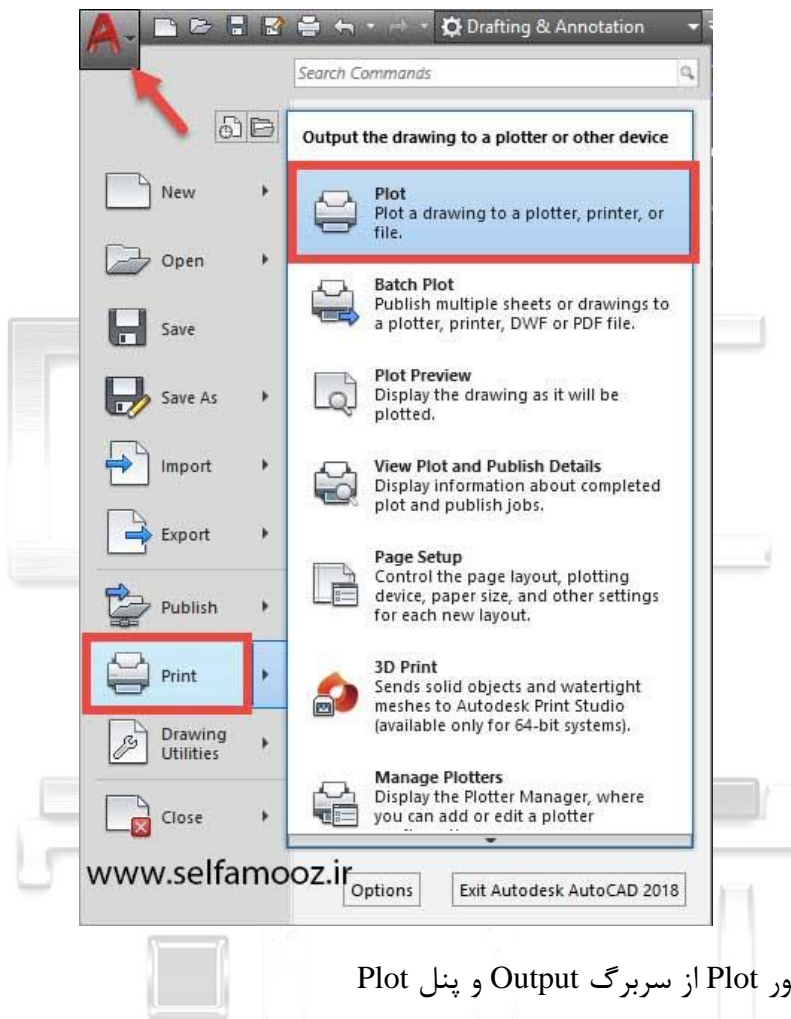 Drafting & Annotation
Search Commands
Output the drawing to a plotter or other device
New
Open
Save
Save As
Import
Export
Publish
Print
Drawing
Utilities
Close
Plot
Plot a drawing to a plotter, printer, or
file.
Batch Plot
Publish multiple sheets or drawings to
a plotter, printer, DWF or PDF file.
Plot Preview
Display the drawing as it will be
plotted.
View Plot and Publish Details
Display information about completed
plot and publish jobs.
Page Setup
Control the page layout, plotting
device, paper size, and other settings
for each new layout.
3D Print
Sends solid objects and watertight
meshes to Autodesk Print Studio
(available only for 64-bit systems).
Manage Plotters
Display the Plotter Manager, where
you can add or edit a plotter
www.selfamooz.ir
Options
Exit Autodesk AutoCAD 2018
ور Plot از سربرگ Output و پنل Plot